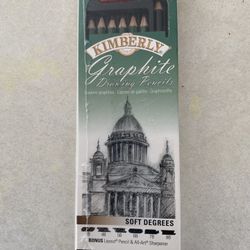 KIMBERLY
Graphite
Drawing Pencils
SOFT DEGREES
BONUS Layout® Pencil & All-Art® Sharpener